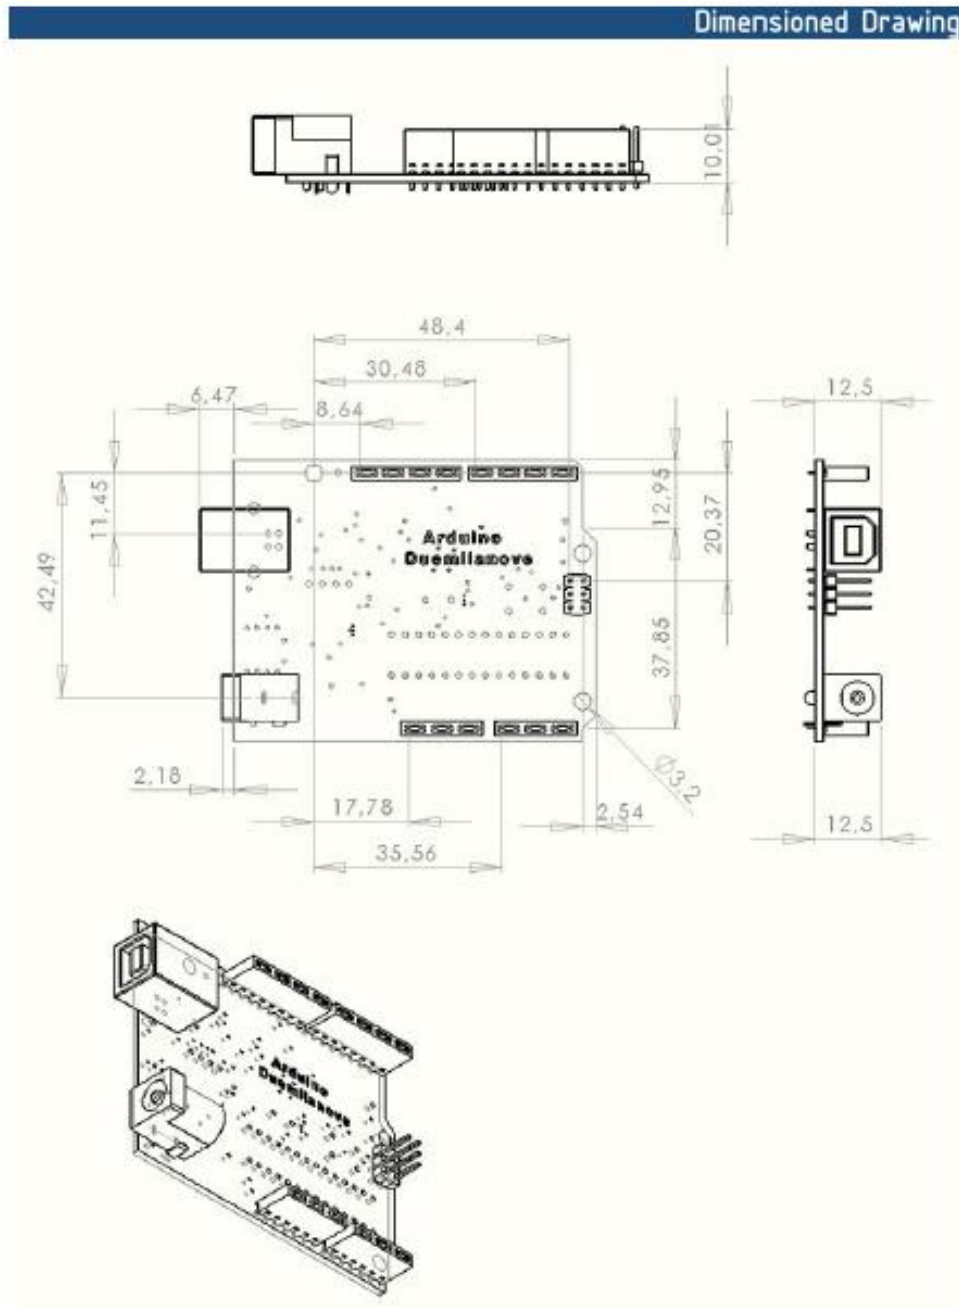 Dimensioned Drawing
10,01
48,4
30,48
6,47
8,64
12,5
11,45
42,49
12,95
20,37
37,85
Arduino
Duemilanove
2,18
17,78
35,56
Ø3,2
2,54
12,5
Arduino
Duemilanove